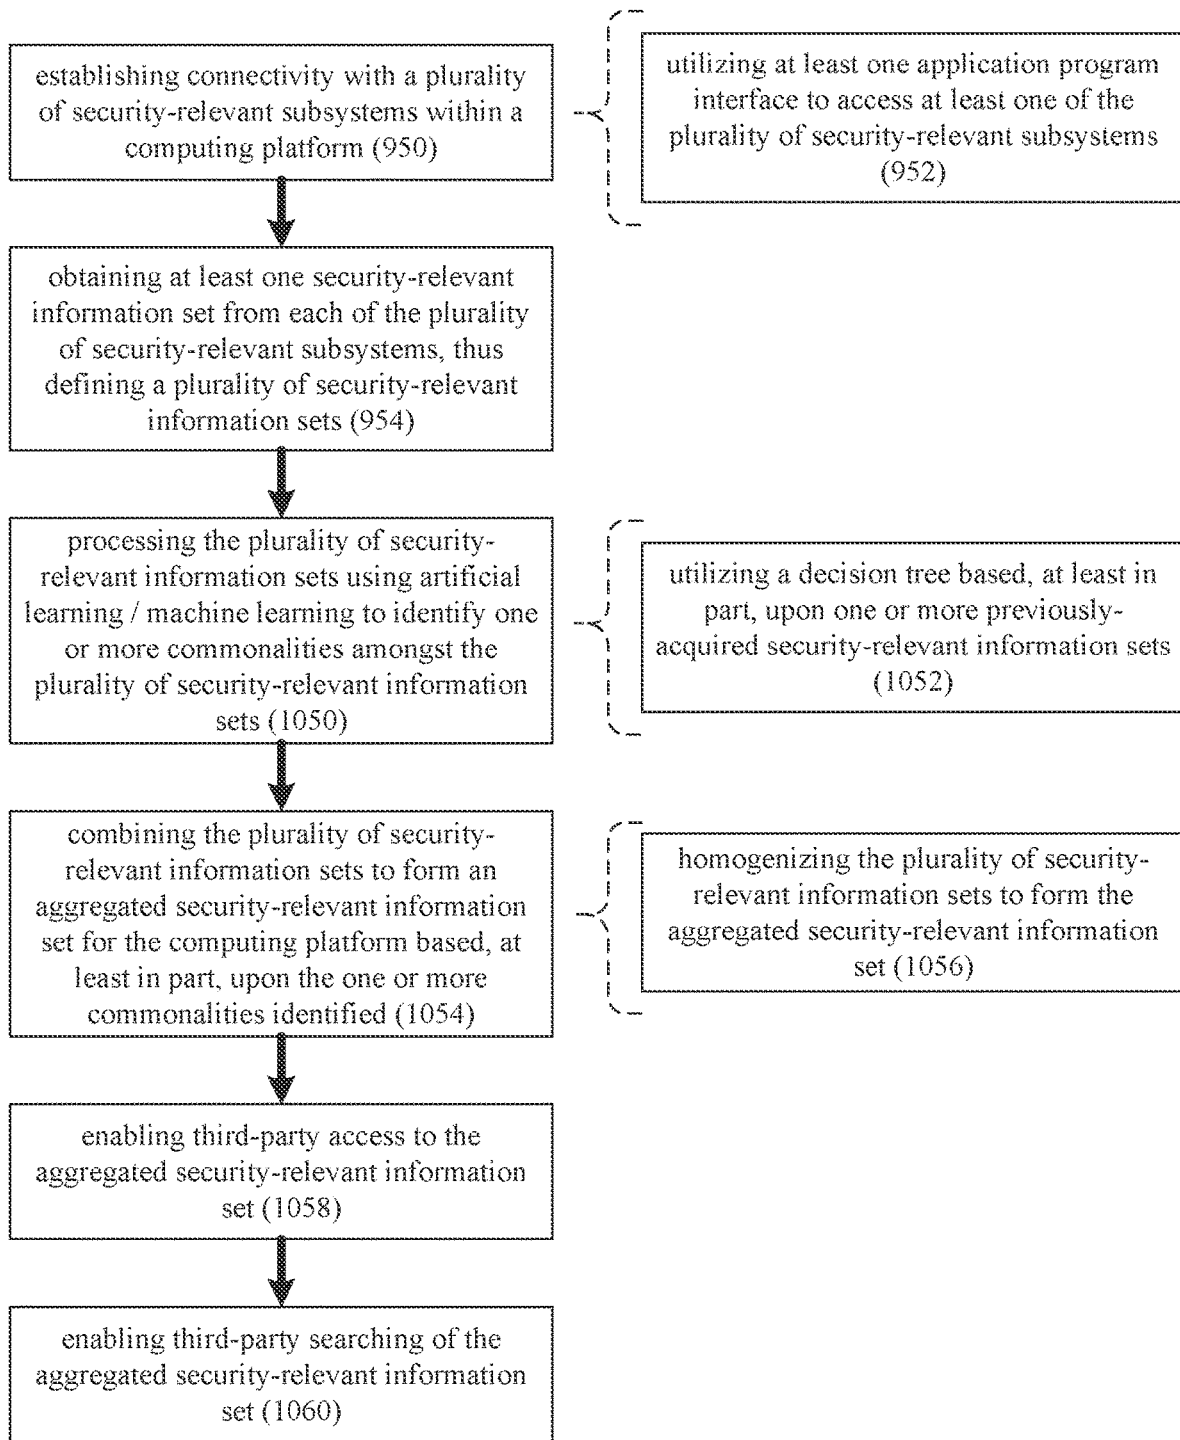 establishing connectivity with a plurality
of security-relevant subsystems within a
computing platform (950)
utilizing at least one application program
interface to access at least one of the
plurality of security-relevant subsystems
(952)
obtaining at least one security-relevant
information set from each of the plurality
of security-relevant subsystems, thus
defining a plurality of security-relevant
information sets (954)
processing the plurality of security-
relevant information sets using artificial
learning / machine learning to identify one
or more commonalities amongst the
plurality of security-relevant information
sets (1050)
utilizing a decision tree based, at least in
part, upon one or more previously-
acquired security-relevant information sets
(1052)
combining the plurality of security-
relevant information sets to form an
aggregated security-relevant information
set for the computing platform based, at
least in part, upon the one or more
commonalities identified (1054)
homogenizing the plurality of security-
relevant information sets to form the
aggregated security-relevant information
set (1056)
enabling third-party access to the
aggregated security-relevant information
set (1058)
enabling third-party searching of the
aggregated security-relevant information
set (1060)